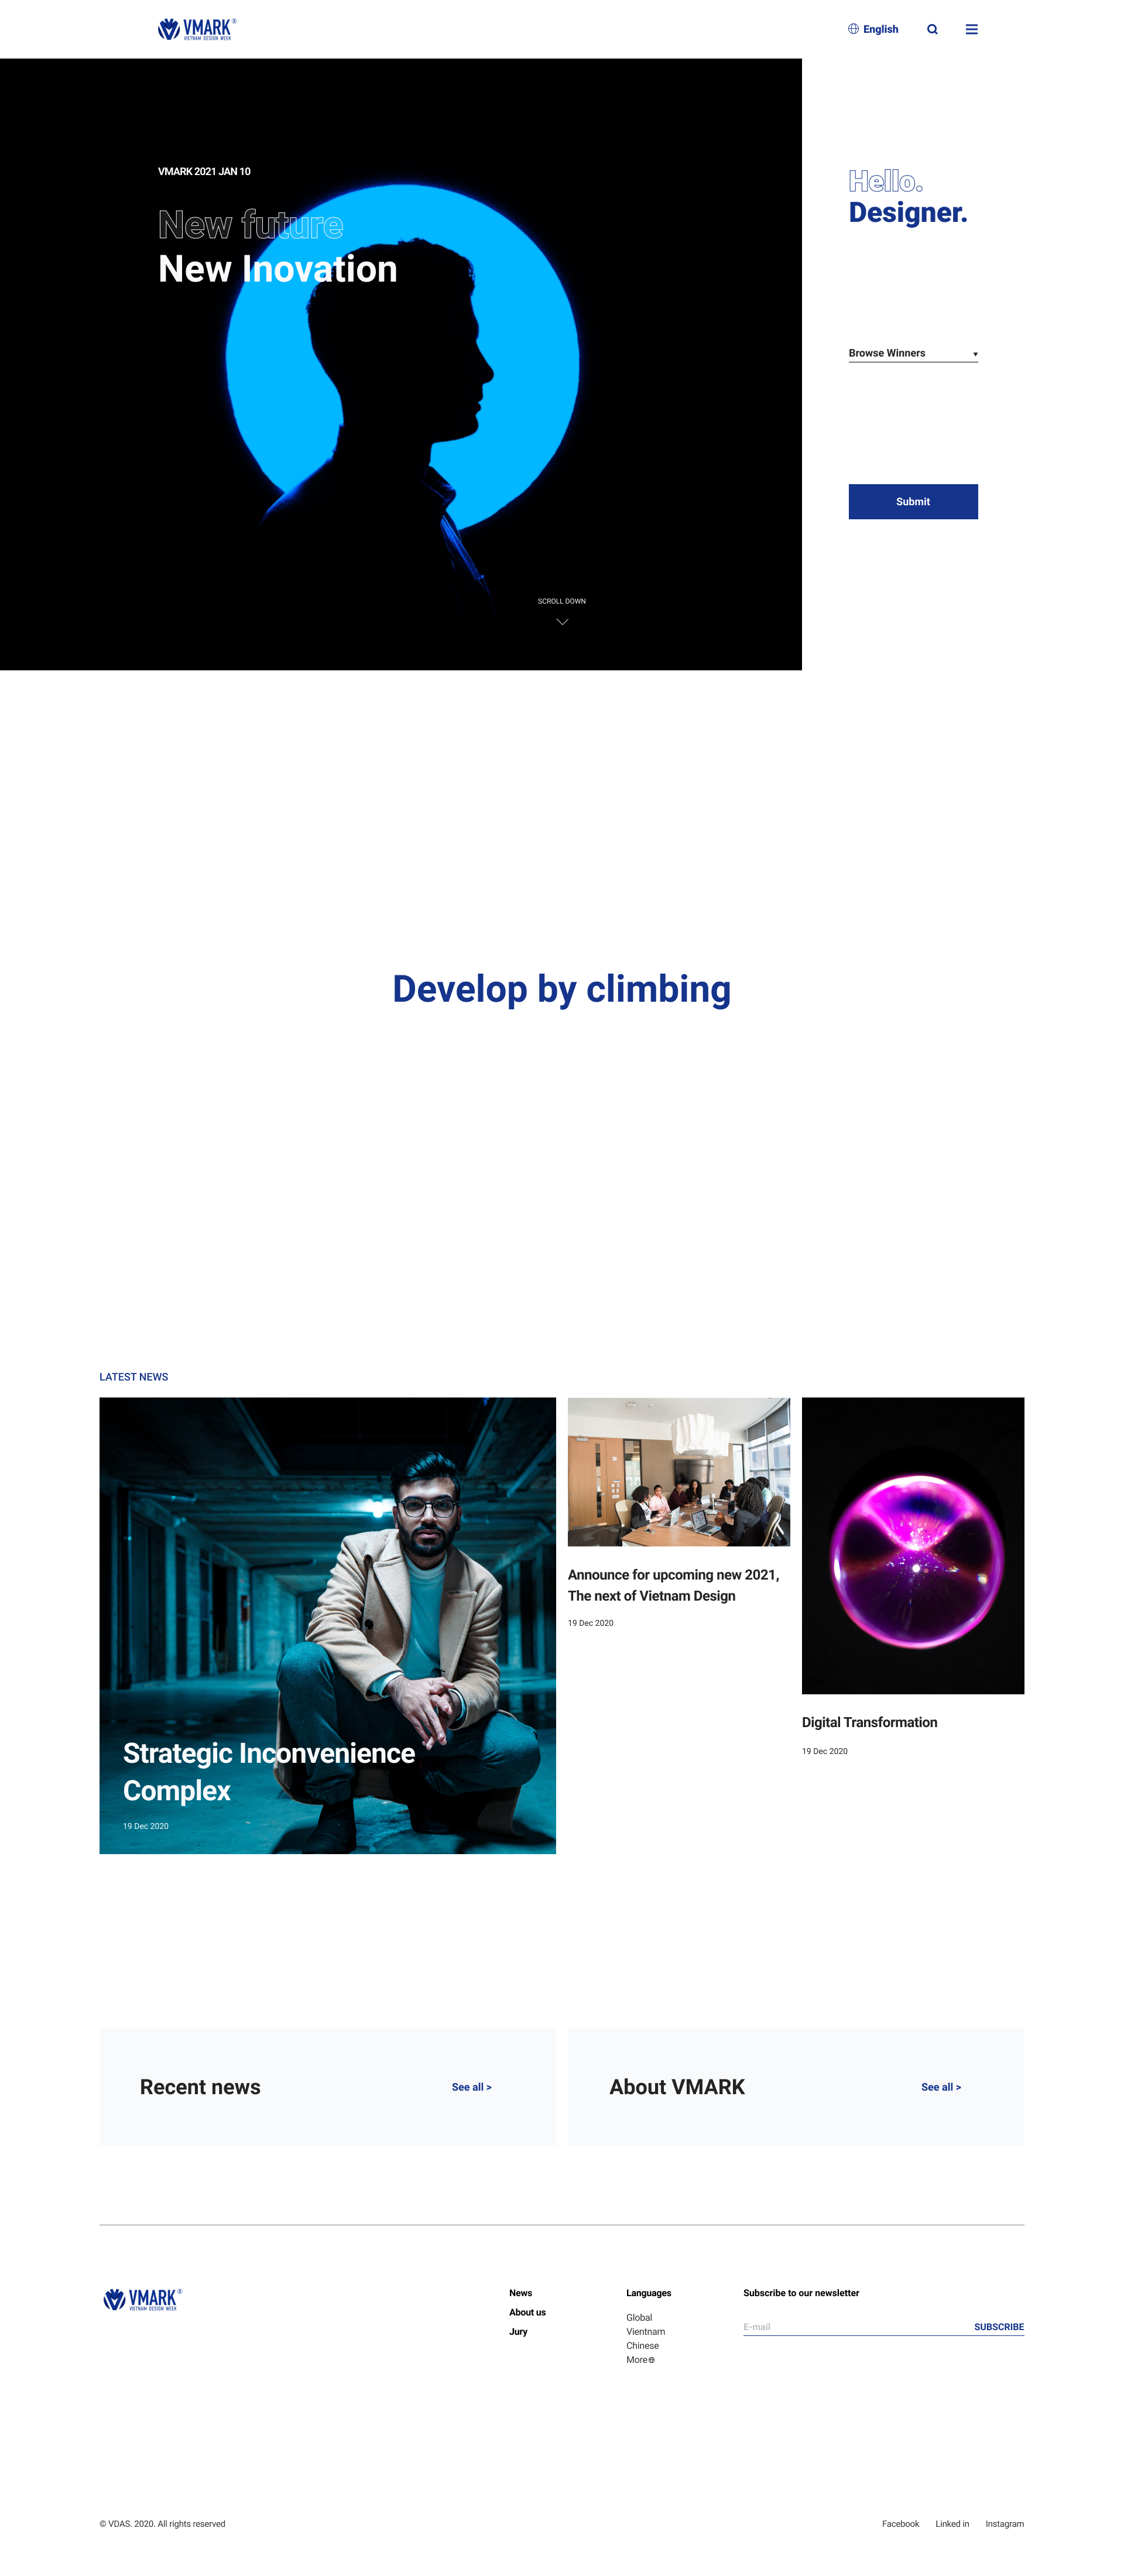 VMARK®
VIETNAM DESIGN WEEK
English
VMARK 2021 JAN 10
New future
New Inovation
SCROLL DOWN
Hello.
Designer.
Browse Winners
Submit
Develop by climbing
LATEST NEWS
Strategic Inconvenience
Complex
19 Dec 2020
Announce for upcoming new 2021,
The next of Vietnam Design
19 Dec 2020
Digital Transformation
19 Dec 2020
Recent news
See all >
About VMARK
See all >
VMARK®
VIETNAM DESIGN WEEK
News
About us
Jury
Languages
Global
Vientnam
Chinese
More
Subscribe to our newsletter
E-mail
SUBSCRIBE
© VDAS. 2020. All rights reserved
Facebook
Linked in
Instagram